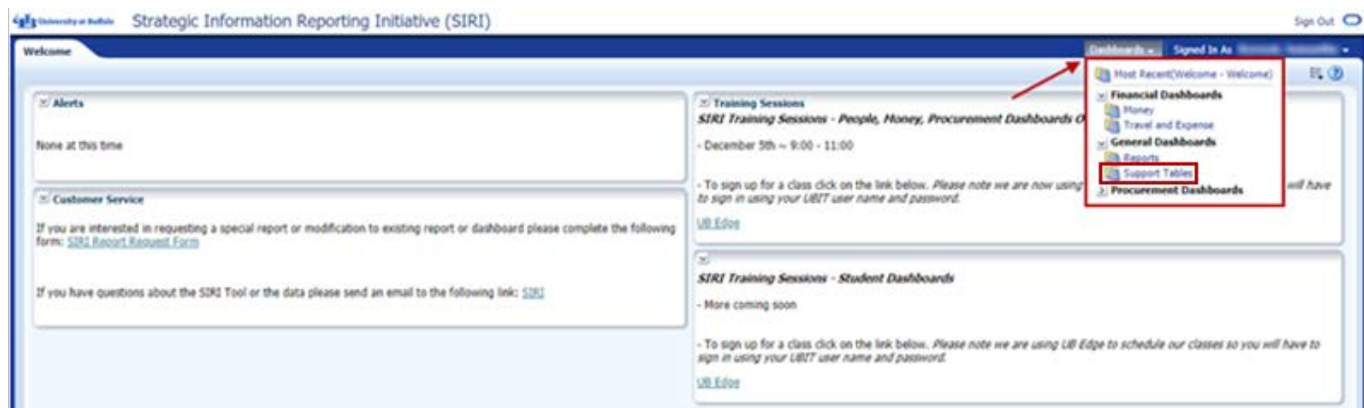 University at Buffalo Strategic Information Reporting Initiative (SIRI) Sign Out
Welcome Dashboards Signed In As
Most Recent(Welcome - Welcome)
Financial Dashboards
Money
Travel and Expense
General Dashboards
Reports
Support Tables
Procurement Dashboards
Alerts
None at this time
Customer Service
If you are interested in requesting a special report or modification to existing report or dashboard please complete the following
form: SIRI Report Request Form
If you have questions about the SIRI Tool or the data please send an email to the following link: SIRI
Training Sessions
SIRI Training Sessions - People, Money, Procurement Dashboards O
- December 5th ~ 9:00 - 11:00
- To sign up for a class click on the link below. Please note we are now using will have
to sign in using your UBIT user name and password.
UB Edge
SIRI Training Sessions - Student Dashboards
- More coming soon
- To sign up for a class click on the link below. Please note we are using UB Edge to schedule our classes so you will have to
sign in using your UBIT user name and password.
UB Edge